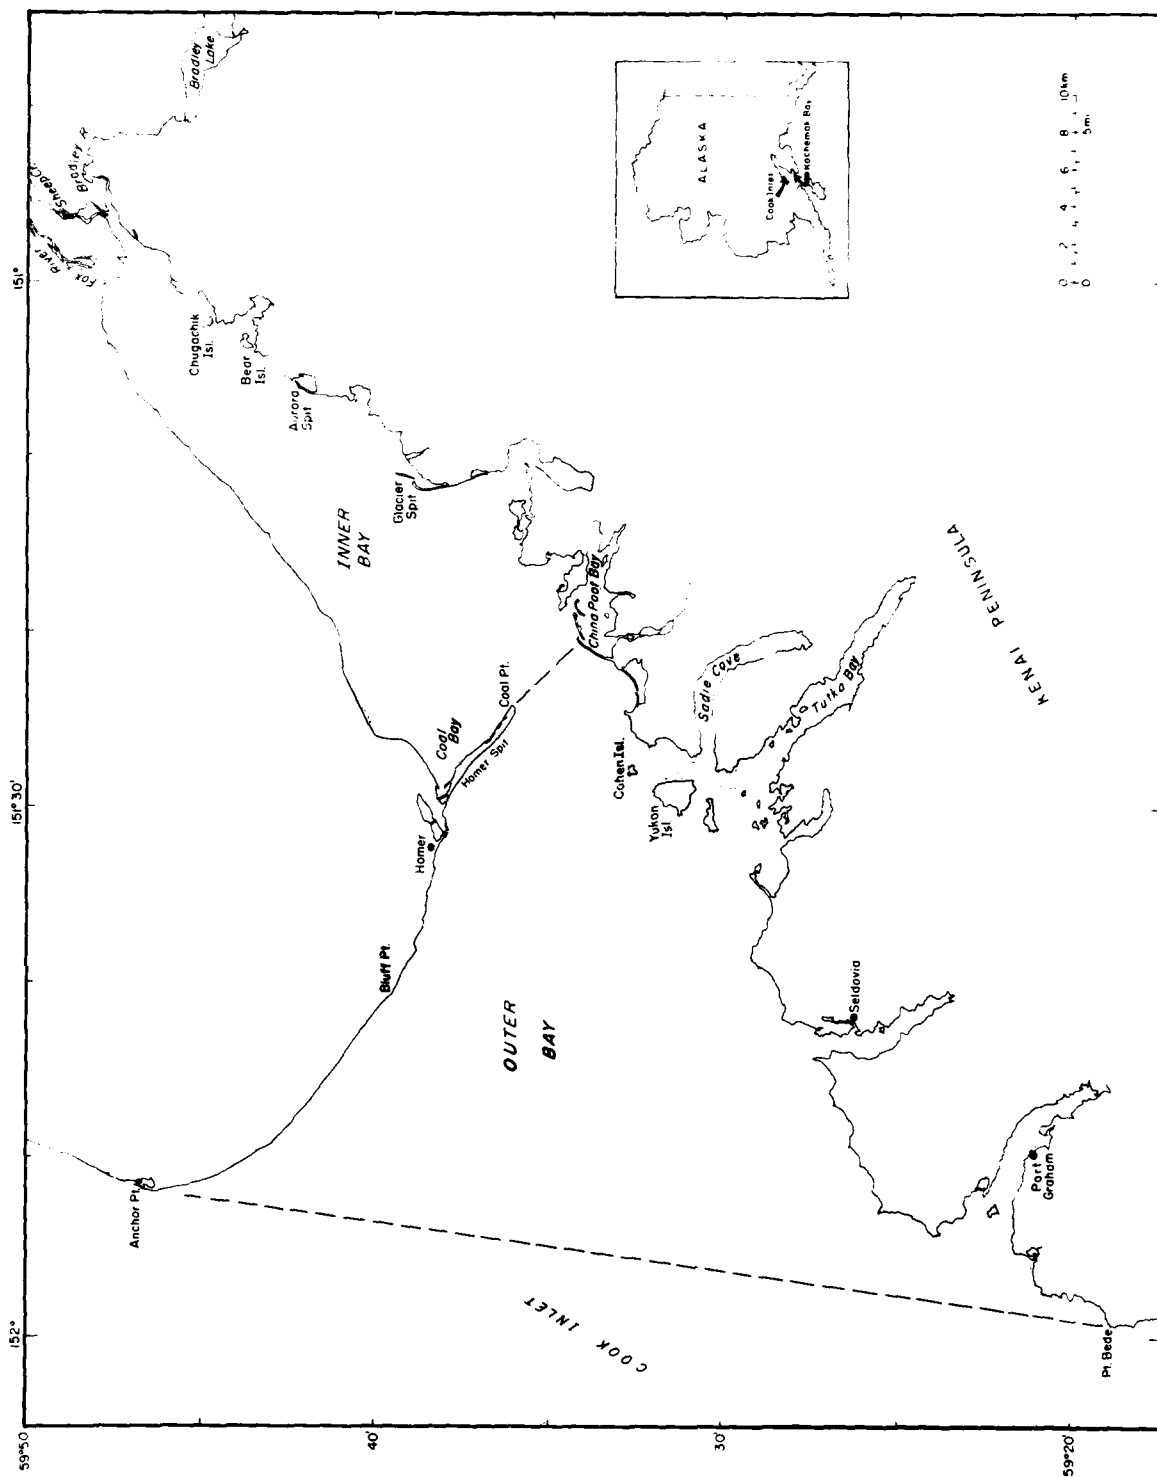 152°
151° 30'
151°
59° 50'
40'
30'
59° 20'
Fox
River
Sheep Cr.
Bradley R.
Bradley
Lake
Chugachik
Isl.
Bear
Isl.
Aurora
Spit
Glacier
Spit
INNER
BAY
China Poot Bay
Coal Bay
Coal Pt.
Homer Spit
Homer
Bluff Pt.
Anchor Pt.
OUTER
BAY
COOK INLET
Cohen Isl.
Yukon
Isl.
Sadie Cove
Tutka Bay
KENAI PENINSULA
Seldovia
Port
Graham
Pt. Bede
ALASKA
Cook Inlet
Kachemak Bay
0 2 4 6 8 10km
0 5mi.